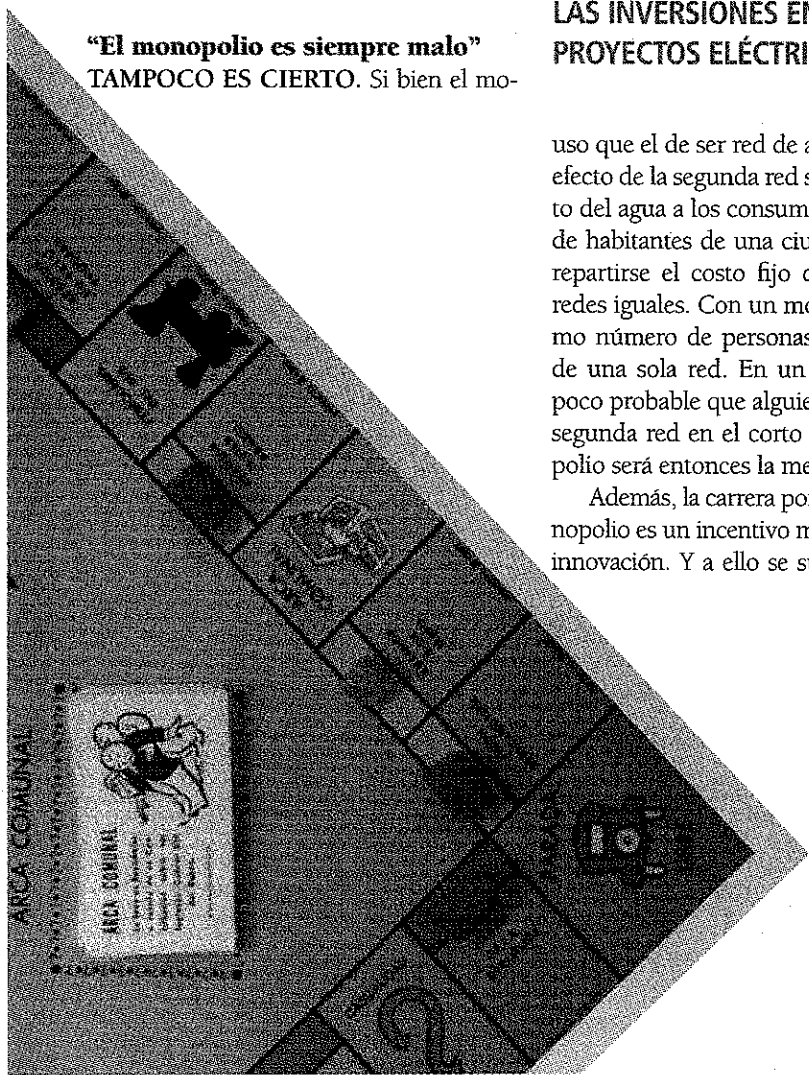 “El monopolio es siempre malo”
TAMPOCO ES CIERTO. Si bien el mo-
LAS INVERSIONES EN
PROYECTOS ELÉCTRI
uso que el de ser red de a
efecto de la segunda red s
to del agua a los consum
de habitantes de una ciu
repartirse el costo fijo d
redes iguales. Con un mo
mo número de personas
de una sola red. En un
poco probable que alguie
segunda red en el corto
polio será entonces la me
Además, la carrera por
nopolio es un incentivo m
innovación. Y a ello se s
ARCA COMUNAL
ARCA COMUNAL
PARADA